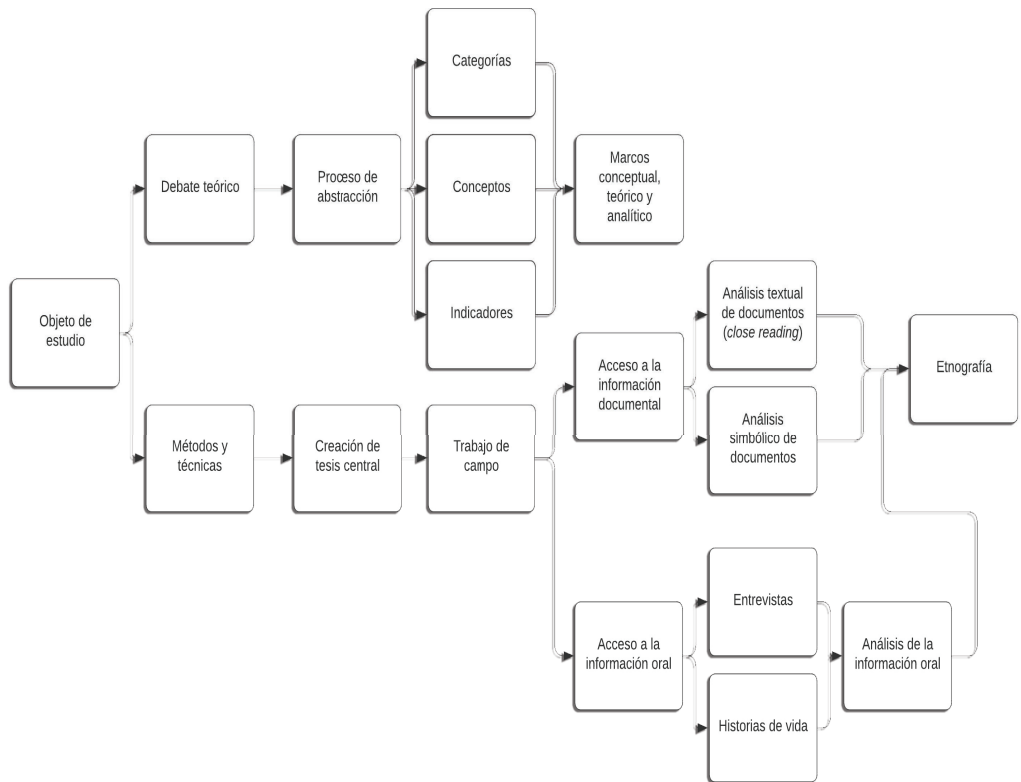 Categorías
Debate teórico
Proceso de
abstracción
Conceptos
Marcos
conceptual,
teórico y
analítico
Indicadores
Objeto de
estudio
Métodos y
técnicas
Creación de
tesis central
Trabajo de
campo
Acceso a la
información
documental
Análisis textual
de documentos
(close reading)
Análisis
simbólico de
documentos
Etnografía
Acceso a la
información oral
Entrevistas
Historias de vida
Análisis de la
información oral